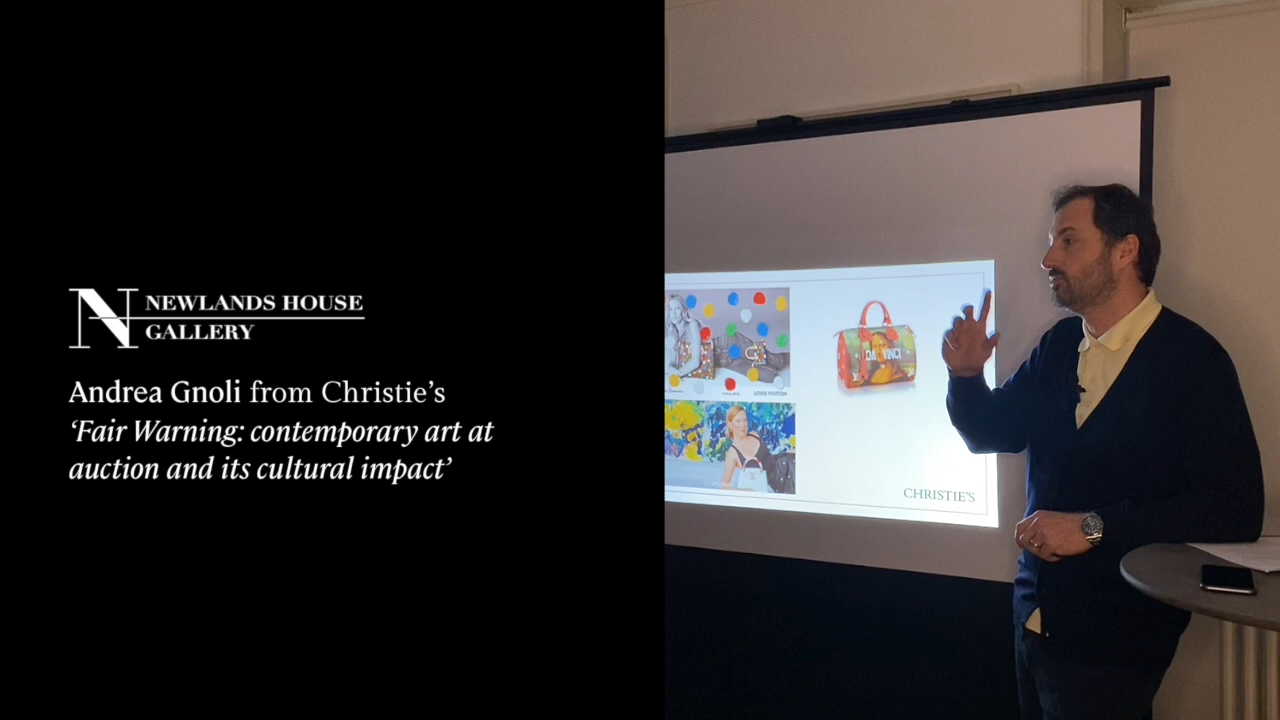 NEWLANDS HOUSE
GALLERY
Andrea Gnoli from Christie's
‘Fair Warning: contemporary art at
auction and its cultural impact’
LOUIS VUITTON
DA VINCI
CHRISTIE'S